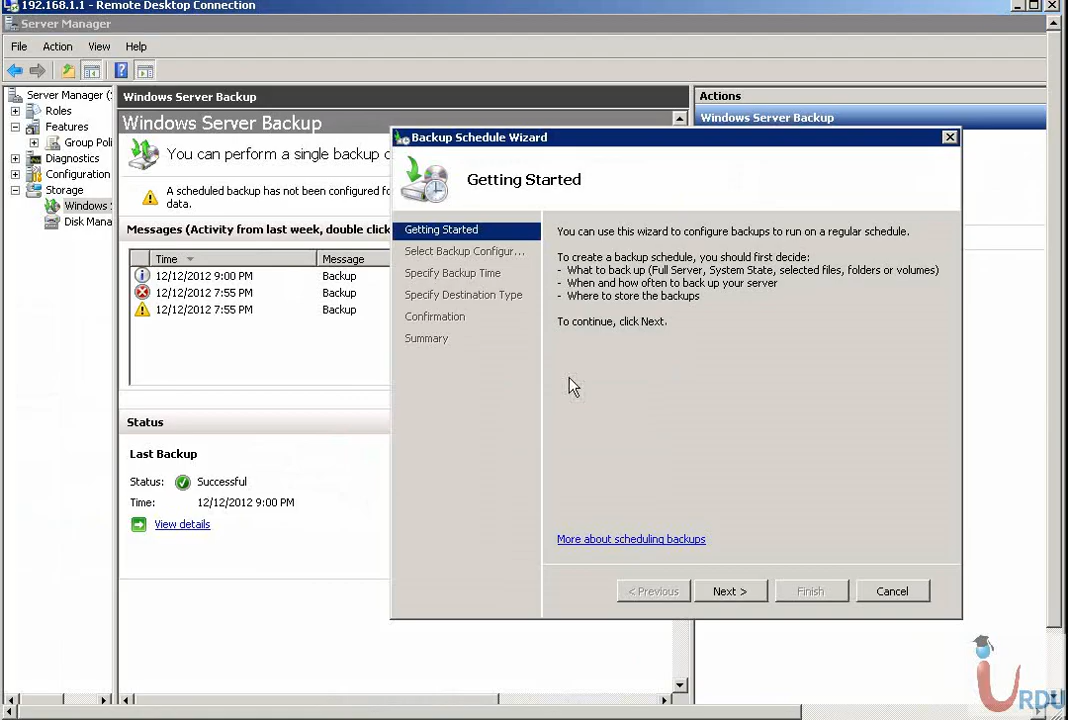 192.168.1.1 - Remote Desktop Connection
Server Manager
File Action View Help
Server Manager (
Roles
Features
Group Poli
Diagnostics
Configuration
Storage
Windows S
Disk Mana
Windows Server Backup
Windows Server Backup
You can perform a single backup o
A scheduled backup has not been configured fo
data.
Messages (Activity from last week, double click
Time Message
12/12/2012 9:00 PM Backup
12/12/2012 7:55 PM Backup
12/12/2012 7:55 PM Backup
Status
Last Backup
Status: Successful
Time: 12/12/2012 9:00 PM
View details
Actions
Windows Server Backup
Backup Schedule Wizard
Getting Started
Getting Started
Select Backup Configur...
Specify Backup Time
Specify Destination Type
Confirmation
Summary
You can use this wizard to configure backups to run on a regular schedule.
To create a backup schedule, you should first decide:
- What to back up (Full Server, System State, selected files, folders or volumes)
- When and how often to back up your server
- Where to store the backups
To continue, click Next.
More about scheduling backups
< Previous Next > Finish Cancel
URDU